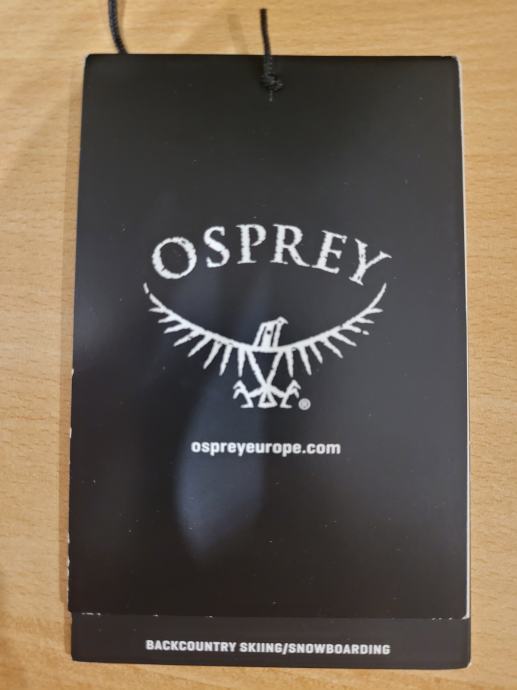 OSPREY
®
ospreyeurope.com
BACKCOUNTRY SKIING/SNOWBOARDING